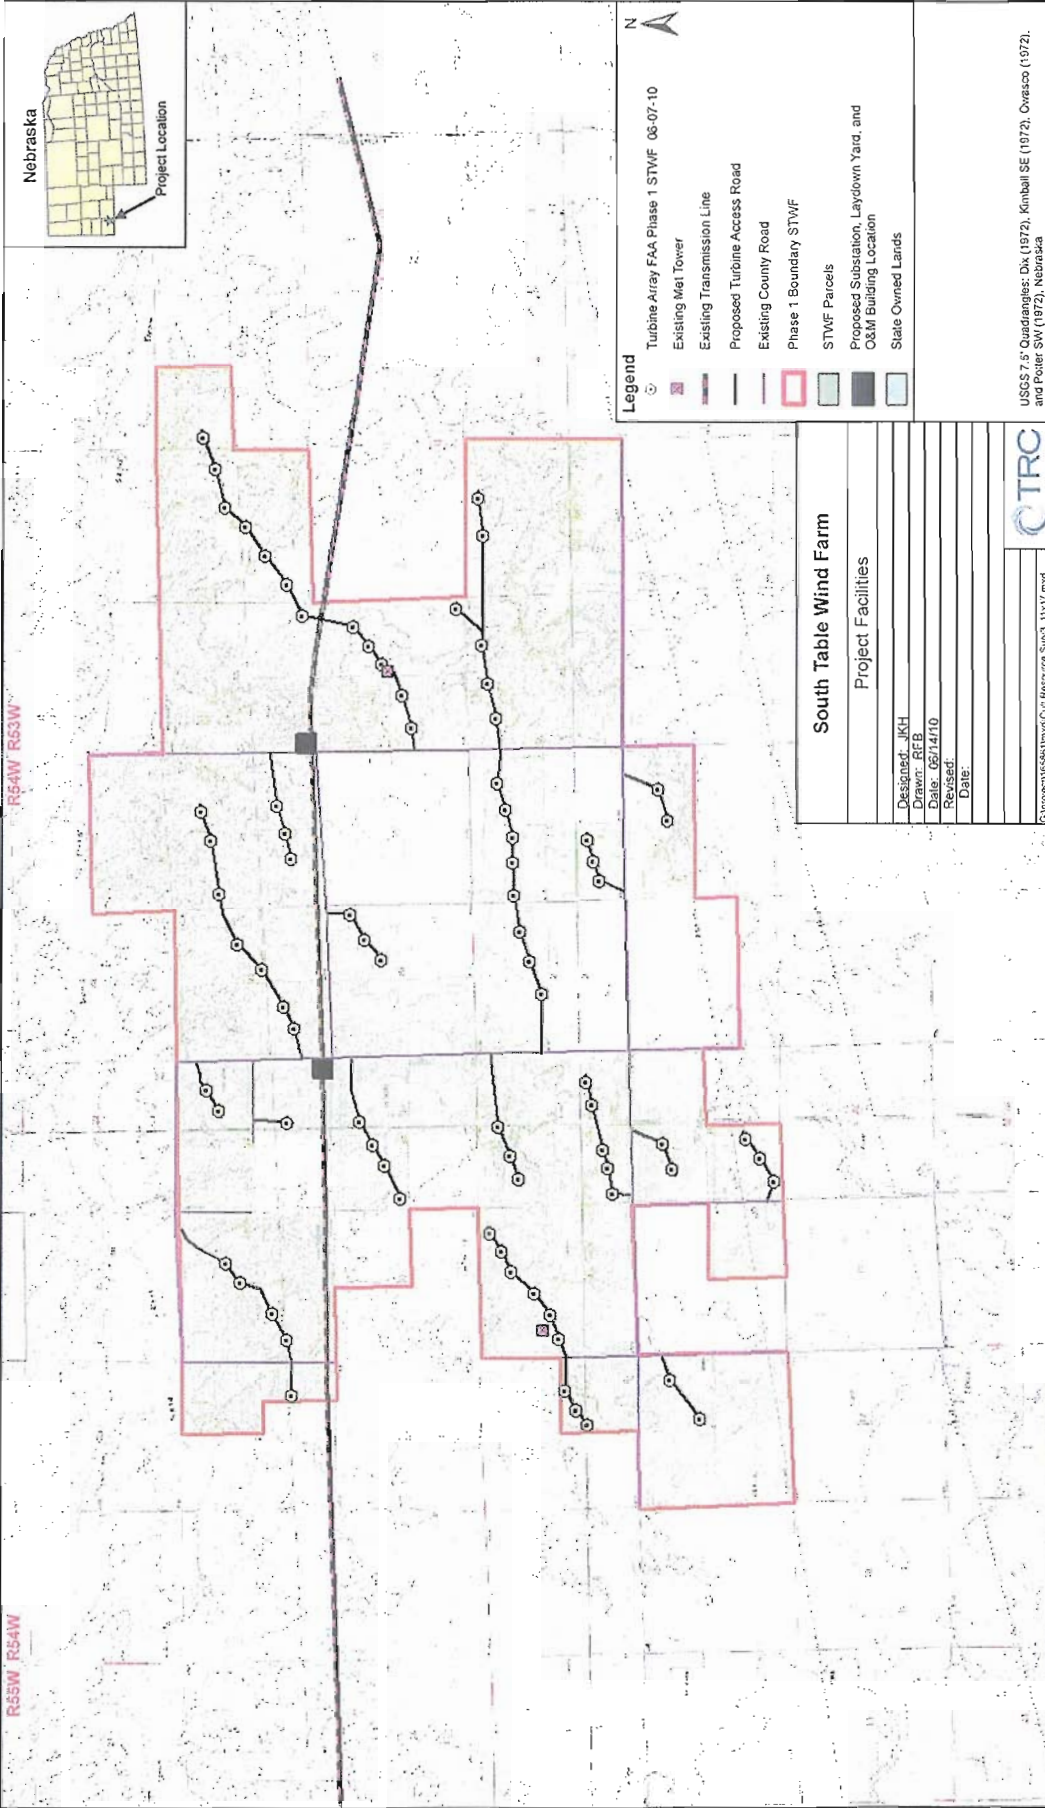 Nebraska
Project Location
R54W R53W
R55W R54W
N
Legend
Turbine Array FAA Phase 1 STWF 06-07-10
Existing Met Tower
Existing Transmission Line
Proposed Turbine Access Road
Existing County Road
Phase 1 Boundary STWF
STWF Parcels
Proposed Substation, Laydown Yard, and
O&M Building Location
State Owned Lands
USGS 7.5' Quadrangles: Dix (1972), Kimball SE (1972), Owasco (1972),
and Potter SW (1972), Nebraska
South Table Wind Farm
Project Facilities
Designed: JKH
Drawn: RFB
Date: 06/14/10
Revised:
Date:
TRC